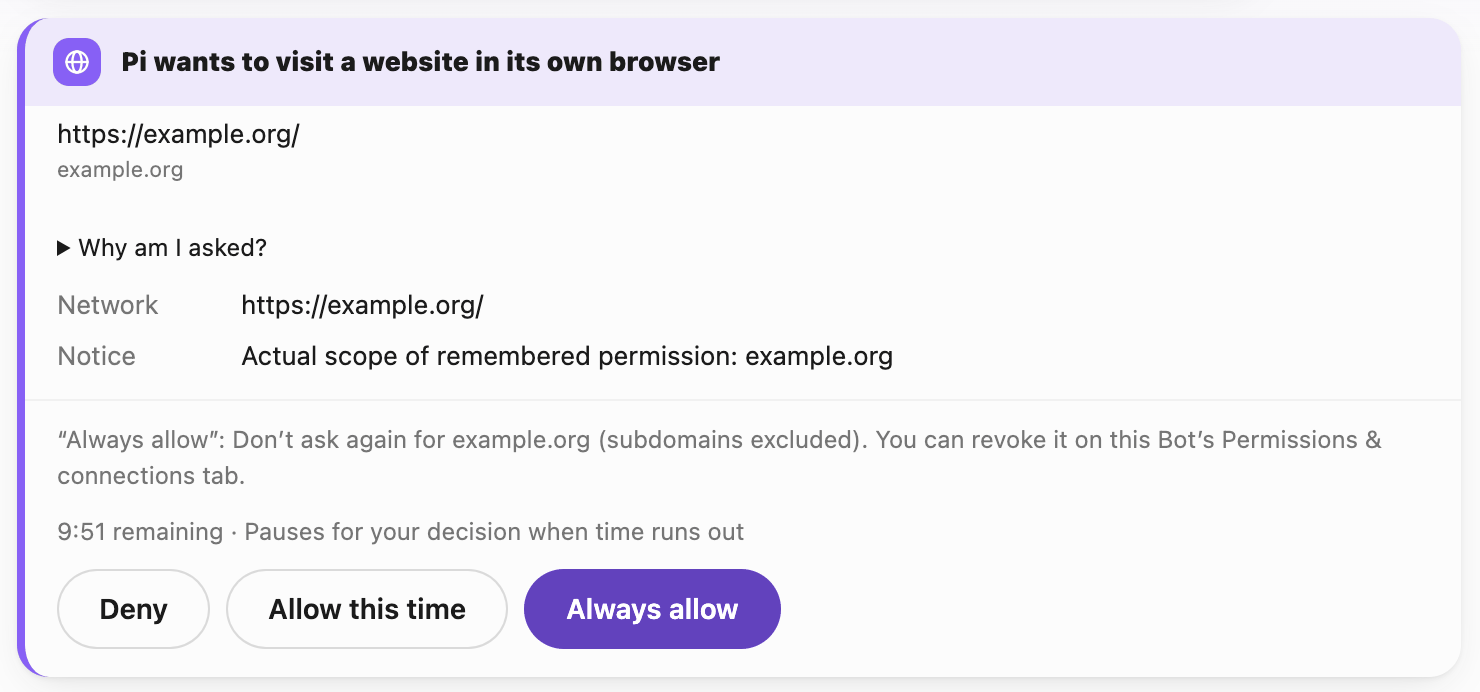 Pi wants to visit a website in its own browser
https://example.org/
example.org
▶ Why am I asked?
Network https://example.org/
Notice Actual scope of remembered permission: example.org
“Always allow”: Don’t ask again for example.org (subdomains excluded). You can revoke it on this Bot’s Permissions &
connections tab.
9:51 remaining · Pauses for your decision when time runs out
Deny Allow this time Always allow